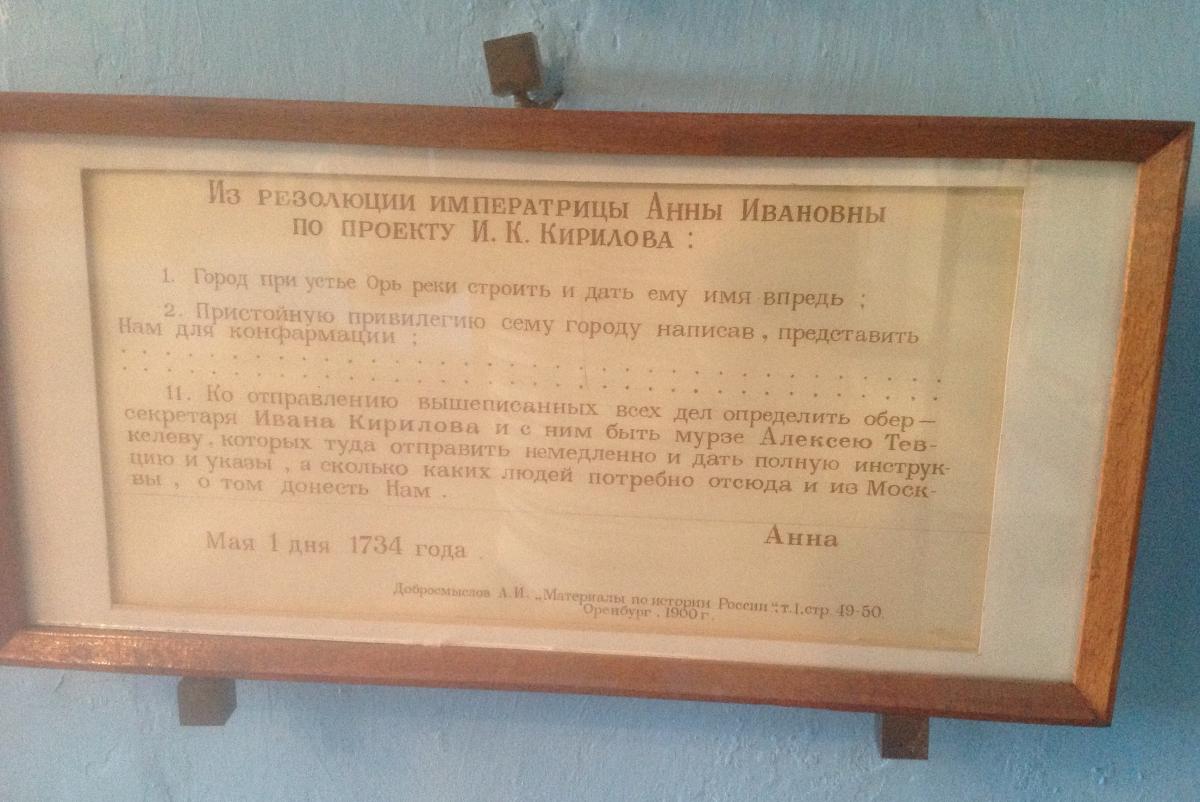 Из резолюции императрицы Анны Ивановны
по проекту И. К. Кирилова :
1. Город при устье Орь реки строить и дать ему имя впредь ;
2. Пристойную привилегию сему городу написав , представить
Нам для конфармации ;
. . . . . . . . . . . . . . . . . . . . . . . . . . . . . . . .
. . . . . . . . . . . . . . . . . . . . . . . . . . . . . . . .
11. Ко отправлению вышеписанных всех дел определить обер —
секретаря Ивана Кирилова и с ним быть мурзе Алексею Тев-
келеву , которых туда отправить немедленно и дать полную инструк-
цию и указы , а сколько каких людей потребно отсюда и из Моск-
вы , о том донесть Нам .
Анна
Мая 1 дня 1734 года .
Добросмыслов А. И. „Материалы по истории России“; т. 1, стр. 49-50.
Оренбург , 1900 г.